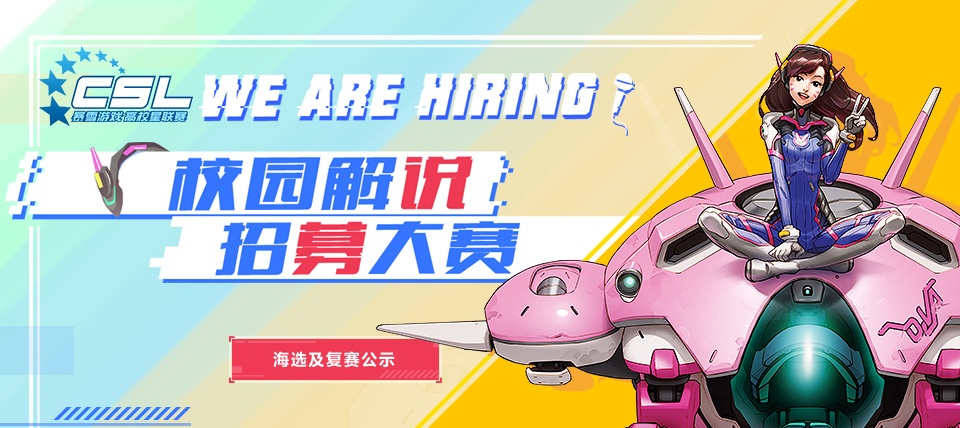 CSL
暴雪游戏高校星联赛
WE ARE HIRING
校园解说
招募大赛
海选及复赛公示
D.VA